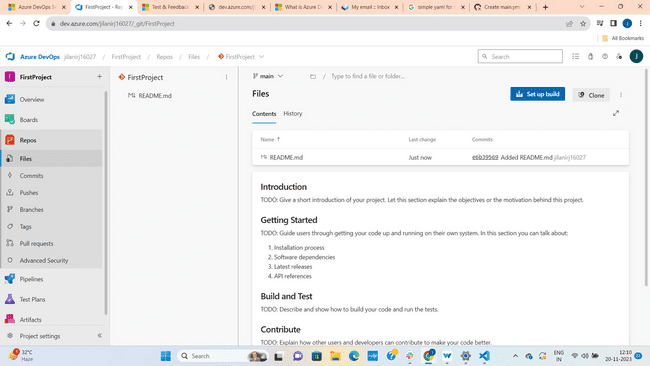 Azure DevOps Se
FirstProject - Rep
Test & Feedback
dev.azure.com/ji
What is Azure D
My email :: Inbox
simple yaml for r
Create main.yml
dev.azure.com/jilanirj16027/_git/FirstProject
All Bookmarks
Azure DevOps jilanirj16027 / FirstProject / Repos / Files / FirstProject
Search
FirstProject
Overview
Boards
Repos
Files
Commits
Pushes
Branches
Tags
Pull requests
Advanced Security
Pipelines
Test Plans
Artifacts
Project settings
FirstProject
README.md
main
/ Type to find a file or folder...
Files
Set up build
Clone
Contents
History
Name ↑ Last change Commits
README.md Just now e6b39569 Added README.md jilanirj16027
Introduction
TODO: Give a short introduction of your project. Let this section explain the objectives or the motivation behind this project.
Getting Started
TODO: Guide users through getting your code up and running on their own system. In this section you can talk about:
1. Installation process
2. Software dependencies
3. Latest releases
4. API references
Build and Test
TODO: Describe and show how to build your code and run the tests.
Contribute
TODO: Explain how other users and developers can contribute to make your code better.
32°C
Haze
Search
ENG
IN
12:10
20-11-2023